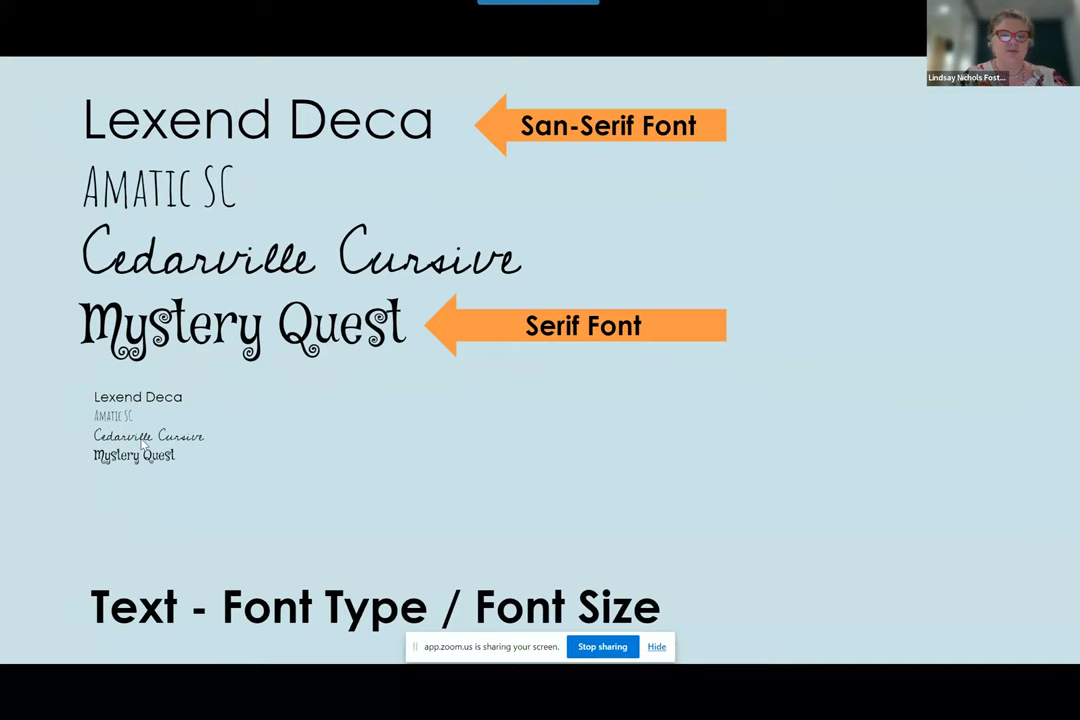 Lindsay Nichols Fost...
Lexend Deca
San-Serif Font
Amatic SC
Cedarville Cursive
Mystery Quest
Serif Font
Lexend Deca
Amatic SC
Cedarville Cursive
Mystery Quest
Text - Font Type / Font Size
app.zoom.us is sharing your screen.
Stop sharing
Hide